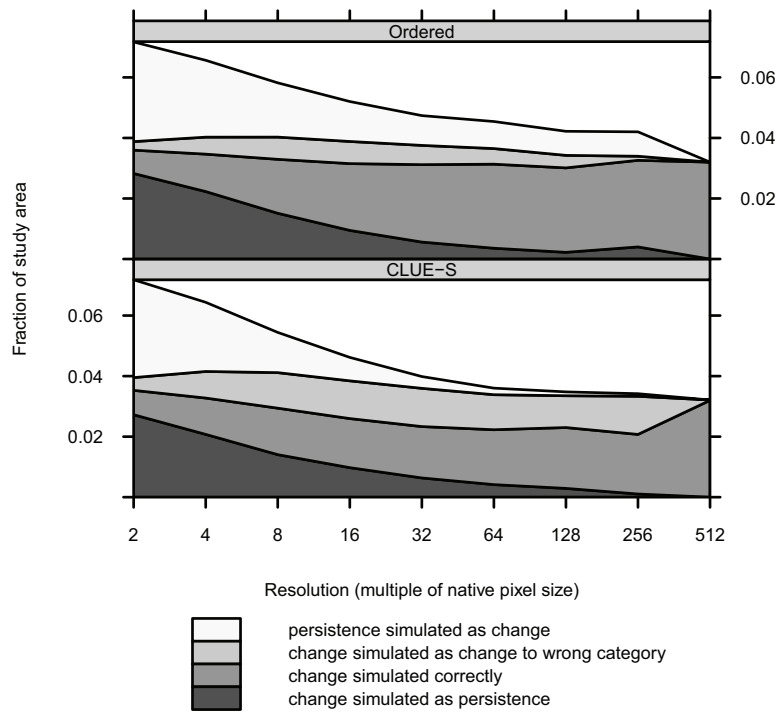 Ordered
0.06
0.04
0.02
CLUE−S
0.06
0.04
0.02
Fraction of study area
2 4 8 16 32 64 128 256 512
Resolution (multiple of native pixel size)
persistence simulated as change
change simulated as change to wrong category
change simulated correctly
change simulated as persistence